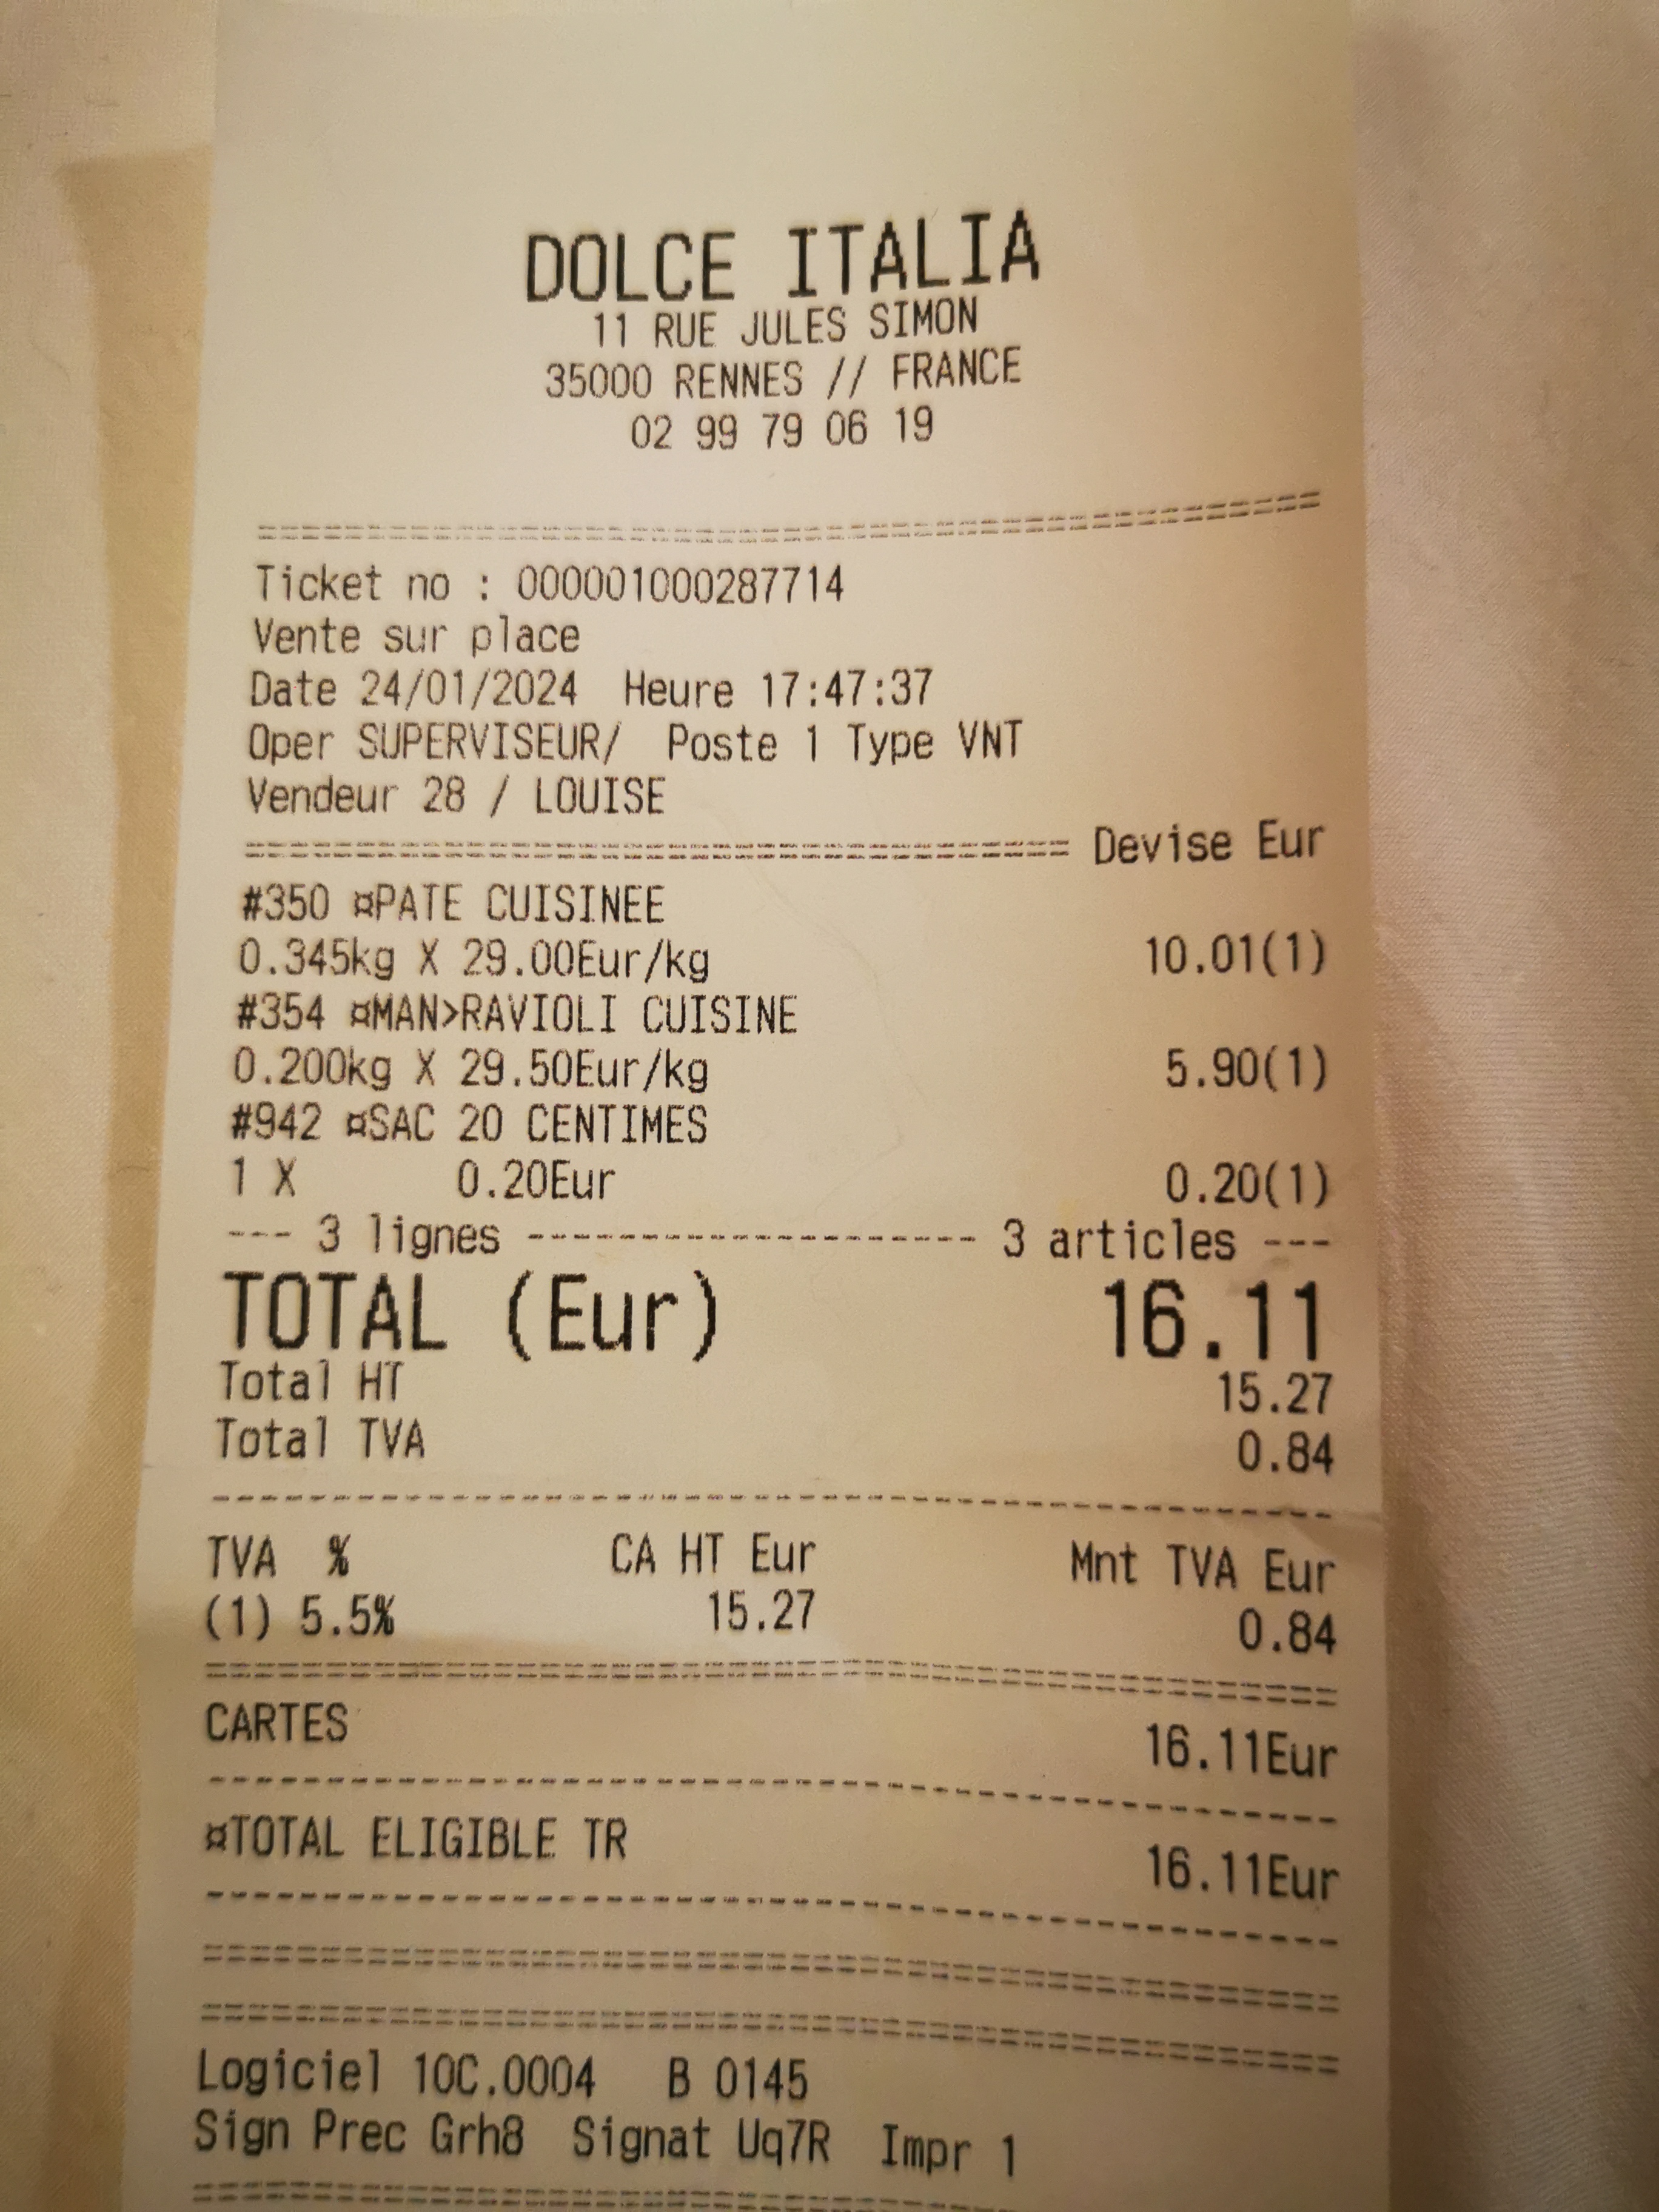 DOLCE ITALIA
11 RUE JULES SIMON
35000 RENNES // FRANCE
02 99 79 06 19
Ticket no : 000001000287714
Vente sur place
Date 24/01/2024 Heure 17:47:37
Oper SUPERVISEUR/ Poste 1 Type VNT
Vendeur 28 / LOUISE
Devise Eur
#350 ¤PATE CUISINEE
0.345kg X 29.00Eur/kg 10.01(1)
#354 ¤MAN>RAVIOLI CUISINE
0.200kg X 29.50Eur/kg 5.90(1)
#942 ¤SAC 20 CENTIMES
1 X 0.20Eur 0.20(1)
--- 3 lignes --------------------- 3 articles ---
TOTAL (Eur) 16.11
Total HT 15.27
Total TVA 0.84
TVA % CA HT Eur Mnt TVA Eur
(1) 5.5% 15.27 0.84
CARTES 16.11Eur
¤TOTAL ELIGIBLE TR 16.11Eur
Logiciel 10C.0004 B 0145
Sign Prec Grh8 Signat Uq7R Impr 1